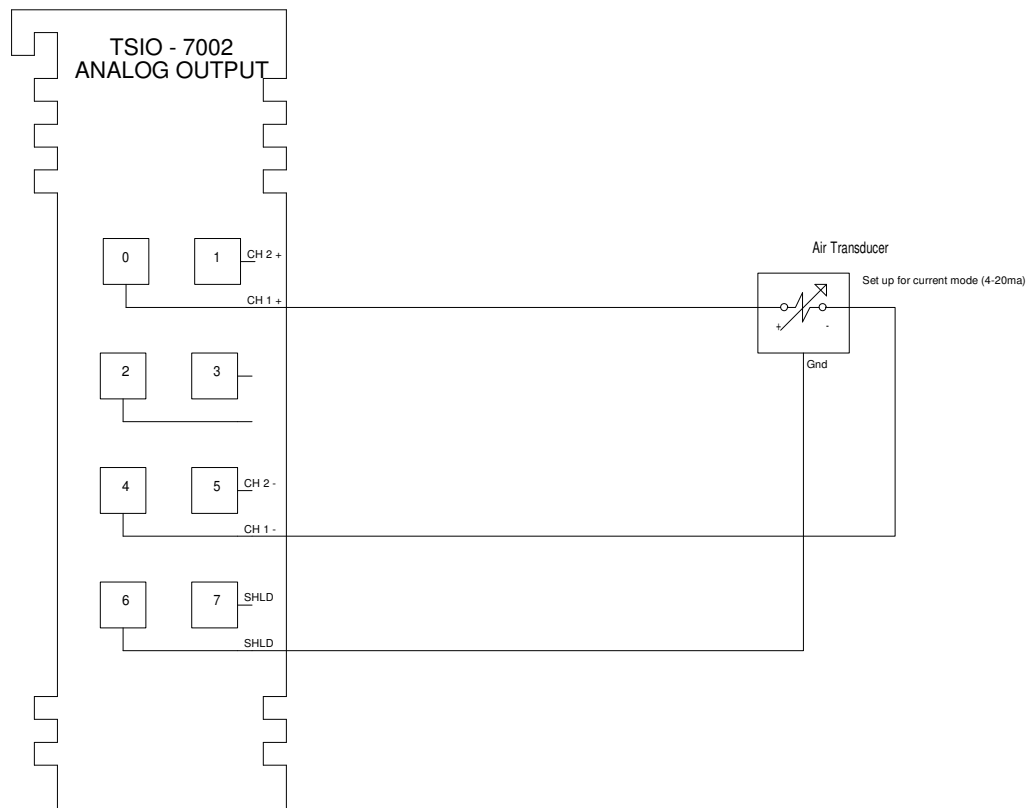 TSIO - 7002
ANALOG OUTPUT
0
1
CH 2 +
CH 1 +
Air Transducer
Set up for current mode (4-20ma)
+
-
Gnd
2
3
4
5
CH 2 -
CH 1 -
6
7
SHLD
SHLD